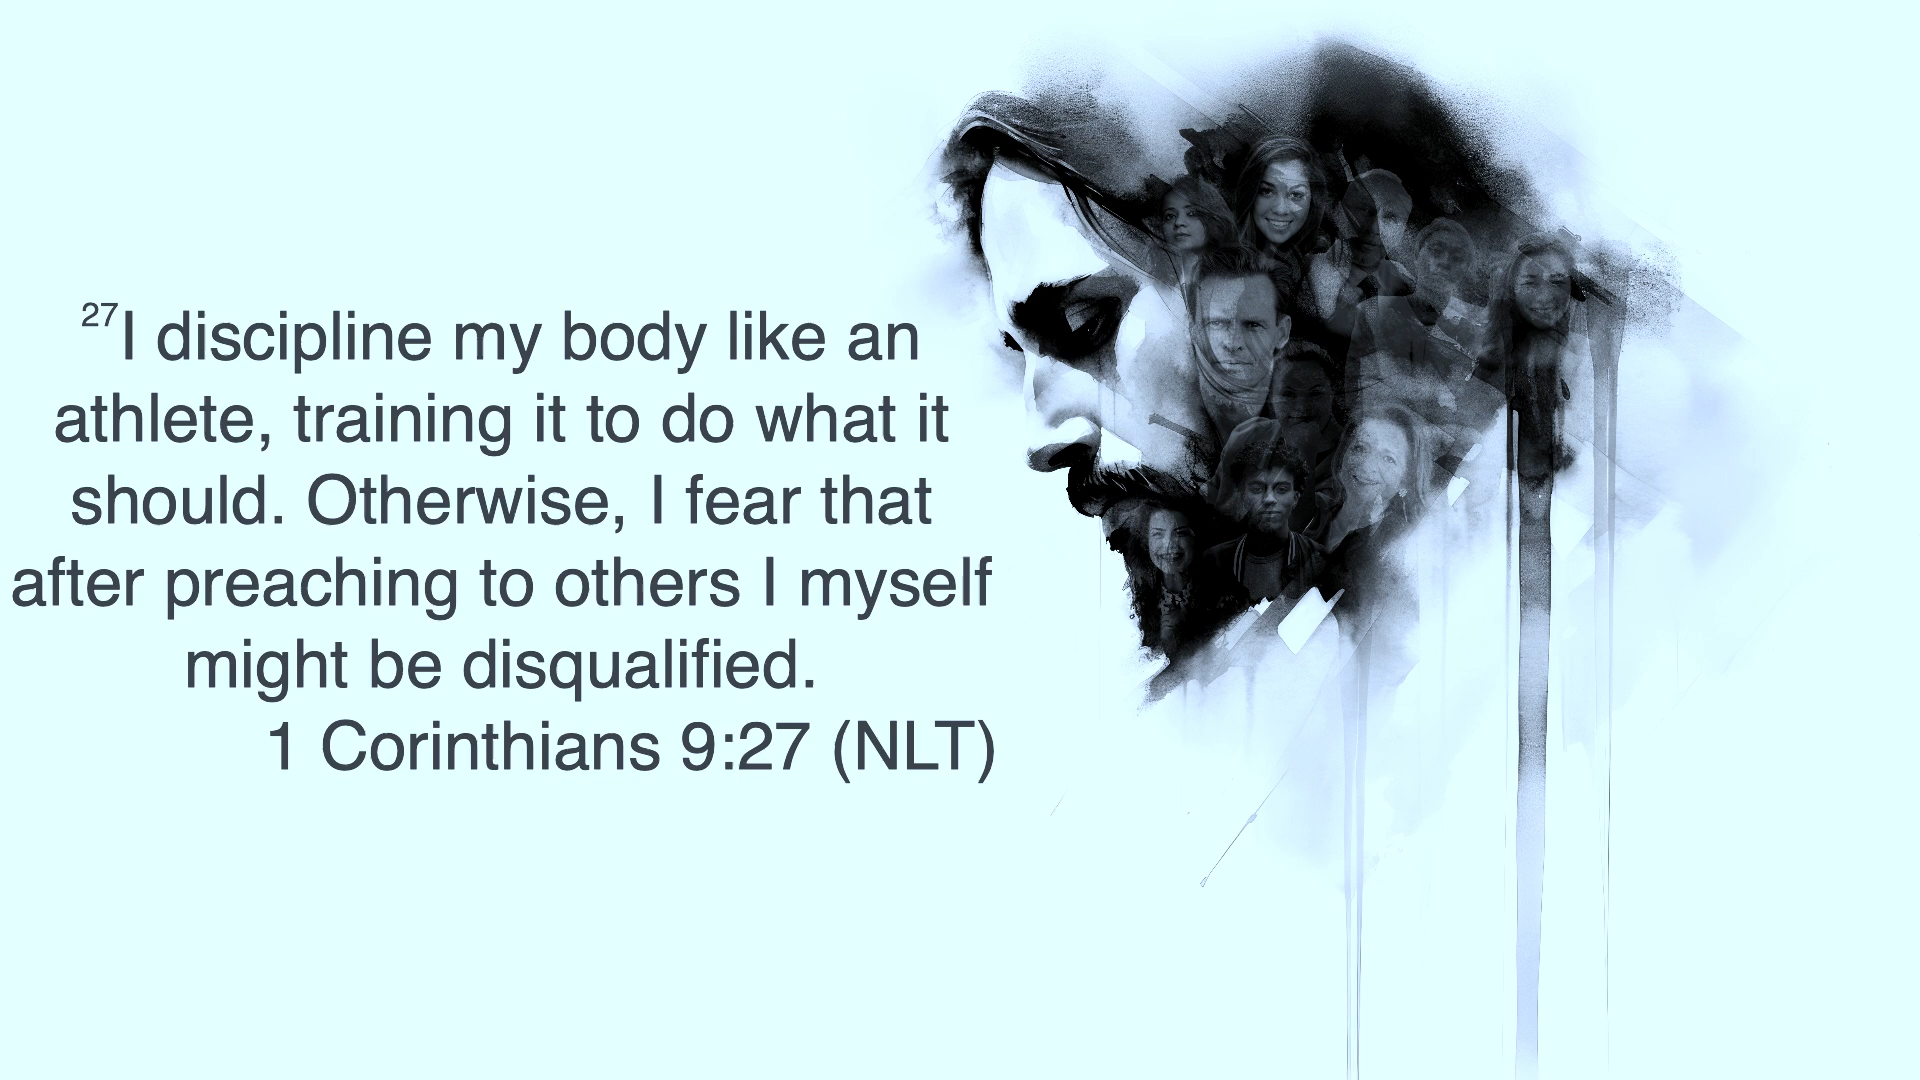 27I discipline my body like an
athlete, training it to do what it
should. Otherwise, I fear that
after preaching to others I myself
might be disqualified.
1 Corinthians 9:27 (NLT)